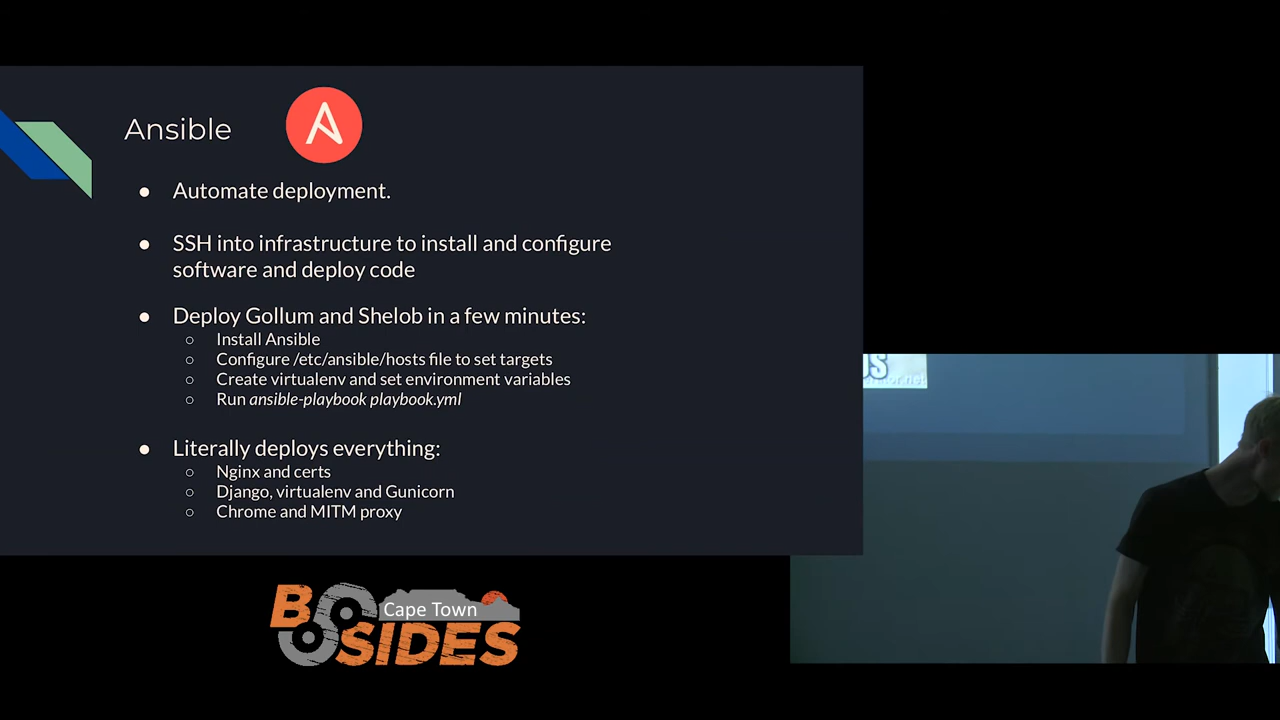 Ansible
● Automate deployment.
● SSH into infrastructure to install and configure
software and deploy code
● Deploy Gollum and Shelob in a few minutes:
○ Install Ansible
○ Configure /etc/ansible/hosts file to set targets
○ Create virtualenv and set environment variables
○ Run ansible-playbook playbook.yml
● Literally deploys everything:
○ Nginx and certs
○ Django, virtualenv and Gunicorn
○ Chrome and MITM proxy
BSIDES
Cape Town